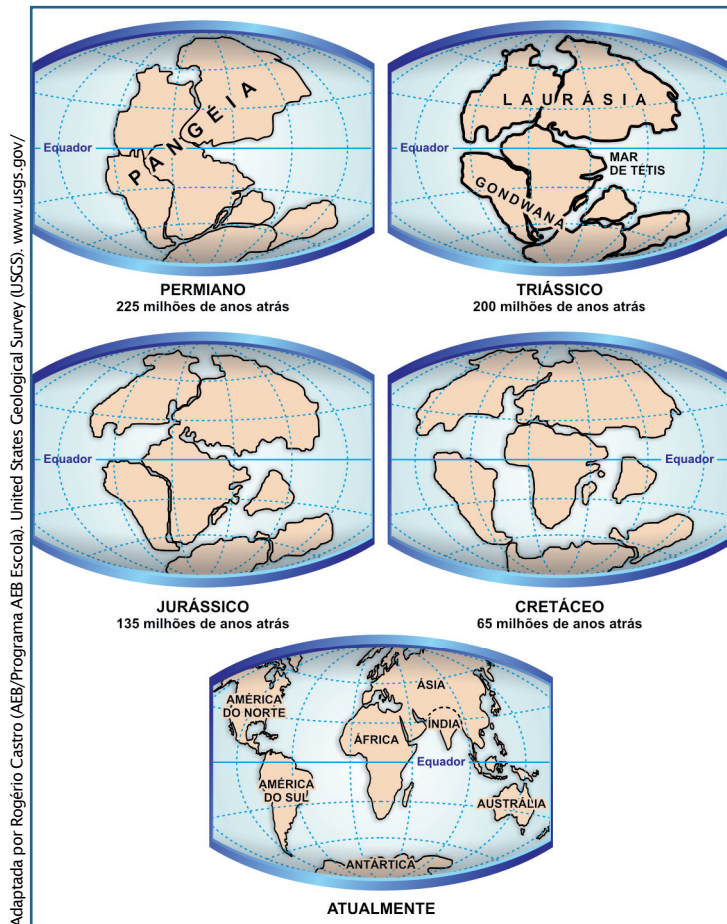 Adaptada por Rogério Castro (AEB/Programa AEB Escola). United States Geological Survey (USGS). www.usgs.gov/
Equador
PANGÉIA
PERMIANO
225 milhões de anos atrás
LAURÁSIA
Equador
MAR
DE TÉTIS
GONDWANA
TRIÁSSICO
200 milhões de anos atrás
Equador
JURÁSSICO
135 milhões de anos atrás
Equador
CRETÁCEO
65 milhões de anos atrás
AMÉRICA
DO NORTE
ÁSIA
ÍNDIA
ÁFRICA
Equador
AMÉRICA
DO SUL
AUSTRÁLIA
ANTÁRTICA
ATUALMENTE